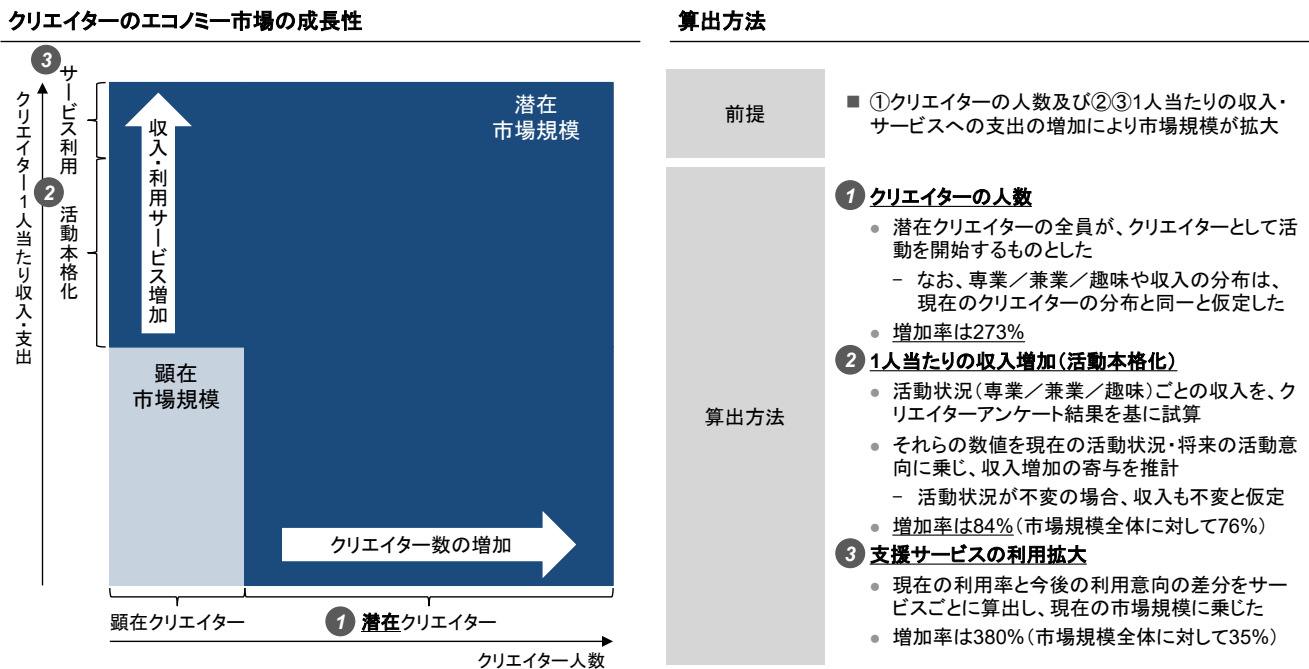 クリエイターのエコノミー市場の成長性
3
サービス利用
2
活動本格化
クリエイター1人当たり収入・支出
収入・利用サービス増加
潜在
市場規模
顕在
市場規模
クリエイター数の増加
顕在クリエイター
1 潜在クリエイター
クリエイター人数
算出方法
前提
■ ①クリエイターの人数及び②③1人当たりの収入・
サービスへの支出の増加により市場規模が拡大
算出方法
1 クリエイターの人数
● 潜在クリエイターの全員が、クリエイターとして活
動を開始するものとした
− なお、専業／兼業／趣味や収入の分布は、
現在のクリエイターの分布と同一と仮定した
● 増加率は273%
2 1人当たりの収入増加（活動本格化）
● 活動状況（専業／兼業／趣味）ごとの収入を、ク
リエイターアンケート結果を基に試算
● それらの数値を現在の活動状況・将来の活動意
向に乗じ、収入増加の寄与を推計
− 活動状況が不変の場合、収入も不変と仮定
● 増加率は84%（市場規模全体に対して76%）
3 支援サービスの利用拡大
● 現在の利用率と今後の利用意向の差分をサー
ビスごとに算出し、現在の市場規模に乗じた
● 増加率は380%（市場規模全体に対して35%）